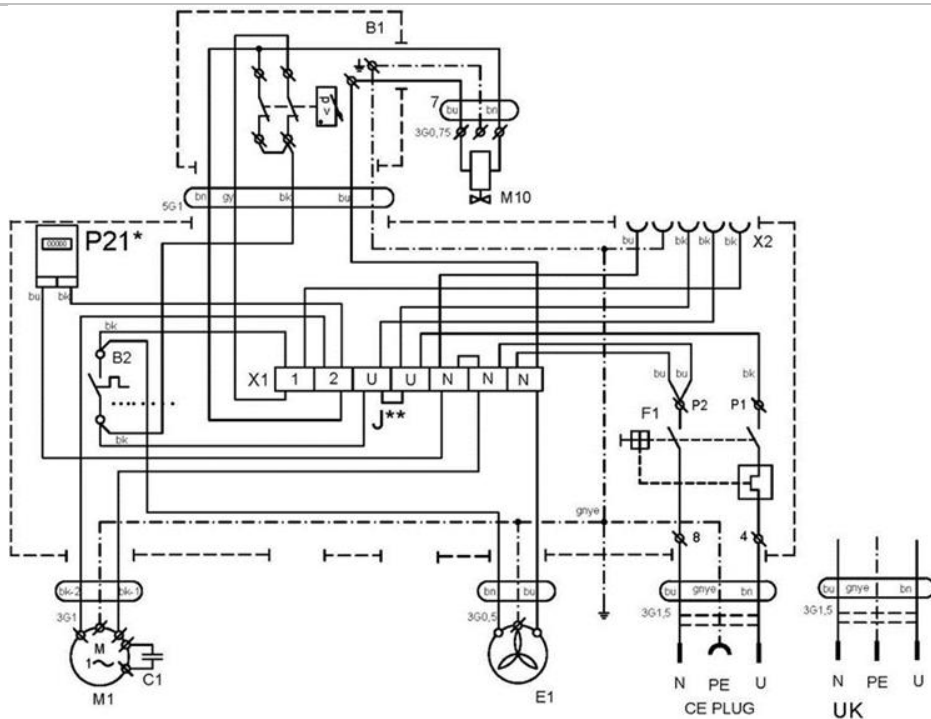 B1
7
bu bn
3G0,75
M10
bn gy bk bu
5G1
00000
P21*
bu bk
bu bk bk bk
X2
bk
B2
X1 1 2 U U N N N
J**
bk
bu bu bk
F1
P2 P1
gnye
8 4
bk-2 bk-1
3G1
M
1~
C1
M1
bn bu
3G0,5
E1
bu gnye bn
3G1,5
N PE U
CE PLUG
bu gnye bn
3G1,5
N PE U
UK